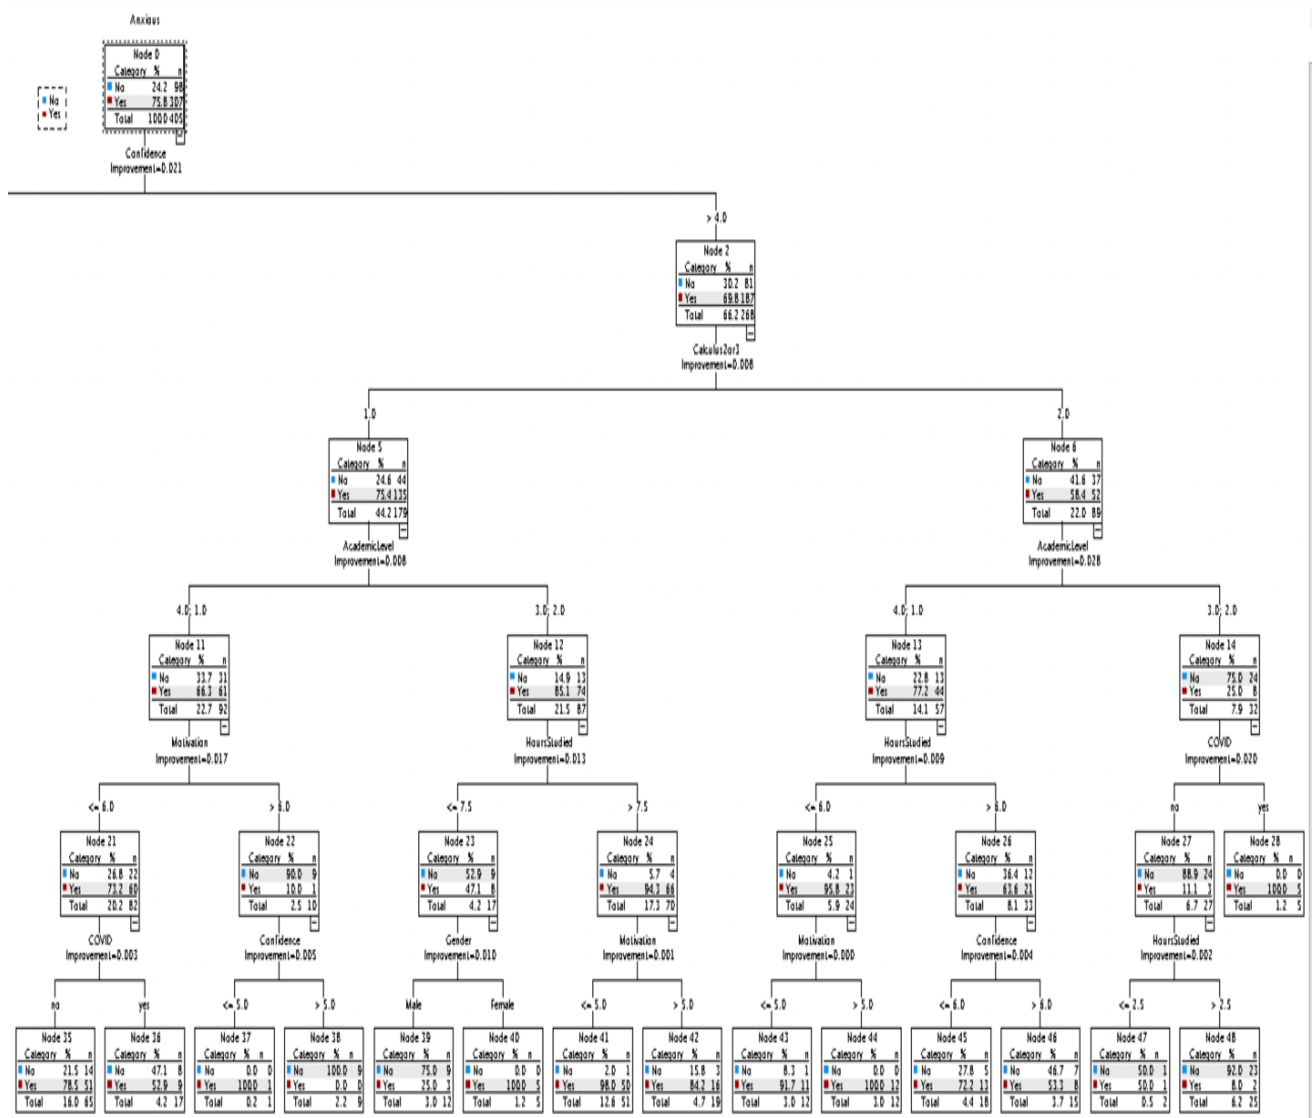 Anxious
Node 0
Category % n
No 24.2 98
Yes 75.8 307
Total 100.0 405
No
Yes
Confidence
Improvement=0.021
> 4.0
Node 2
Category % n
No 30.2 81
Yes 69.8 187
Total 66.2 268
Calculus2or3
Improvement=0.008
1.0
2.0
Node 5
Category % n
No 24.6 44
Yes 75.4 135
Total 44.2 179
Node 6
Category % n
No 41.6 37
Yes 58.4 52
Total 22.0 89
AcademicLevel
Improvement=0.008
AcademicLevel
Improvement=0.028
4.0; 1.0
3.0; 2.0
4.0; 1.0
3.0; 2.0
Node 11
Category % n
No 33.7 31
Yes 66.3 61
Total 22.7 92
Node 12
Category % n
No 14.9 13
Yes 85.1 74
Total 21.5 87
Node 13
Category % n
No 22.8 13
Yes 77.2 44
Total 14.1 57
Node 14
Category % n
No 75.0 24
Yes 25.0 8
Total 7.9 32
Motivation
Improvement=0.017
HoursStudied
Improvement=0.013
HoursStudied
Improvement=0.009
COVID
Improvement=0.020
<= 6.0
> 6.0
<= 7.5
> 7.5
<= 6.0
> 6.0
no
yes
Node 21
Category % n
No 26.8 22
Yes 73.2 60
Total 20.2 82
Node 22
Category % n
No 90.0 9
Yes 10.0 1
Total 2.5 10
Node 23
Category % n
No 52.9 9
Yes 47.1 8
Total 4.2 17
Node 24
Category % n
No 5.7 4
Yes 94.3 66
Total 17.3 70
Node 25
Category % n
No 4.2 1
Yes 95.8 23
Total 5.9 24
Node 26
Category % n
No 36.4 12
Yes 63.6 21
Total 8.1 33
Node 27
Category % n
No 88.9 24
Yes 11.1 3
Total 6.7 27
Node 28
Category % n
No 0.0 0
Yes 100.0 5
Total 1.2 5
COVID
Improvement=0.003
Confidence
Improvement=0.005
Gender
Improvement=0.010
Motivation
Improvement=0.001
Motivation
Improvement=0.000
Confidence
Improvement=0.004
HoursStudied
Improvement=0.002
no
yes
<= 5.0
> 5.0
Male
Female
<= 5.0
> 5.0
<= 5.0
> 5.0
<= 6.0
> 6.0
<= 2.5
> 2.5
Node 35
Category % n
No 21.5 14
Yes 78.5 51
Total 16.0 65
Node 36
Category % n
No 47.1 8
Yes 52.9 9
Total 4.2 17
Node 37
Category % n
No 0.0 0
Yes 100.0 1
Total 0.2 1
Node 38
Category % n
No 100.0 9
Yes 0.0 0
Total 2.2 9
Node 39
Category % n
No 75.0 9
Yes 25.0 3
Total 3.0 12
Node 40
Category % n
No 0.0 0
Yes 100.0 5
Total 1.2 5
Node 41
Category % n
No 2.0 1
Yes 98.0 50
Total 12.6 51
Node 42
Category % n
No 15.8 3
Yes 84.2 16
Total 4.7 19
Node 43
Category % n
No 8.3 1
Yes 91.7 11
Total 3.0 12
Node 44
Category % n
No 0.0 0
Yes 100.0 12
Total 3.0 12
Node 45
Category % n
No 27.8 5
Yes 72.2 13
Total 4.4 18
Node 46
Category % n
No 46.7 7
Yes 53.3 8
Total 3.7 15
Node 47
Category % n
No 50.0 1
Yes 50.0 1
Total 0.5 2
Node 48
Category % n
No 92.0 23
Yes 8.0 2
Total 6.2 25